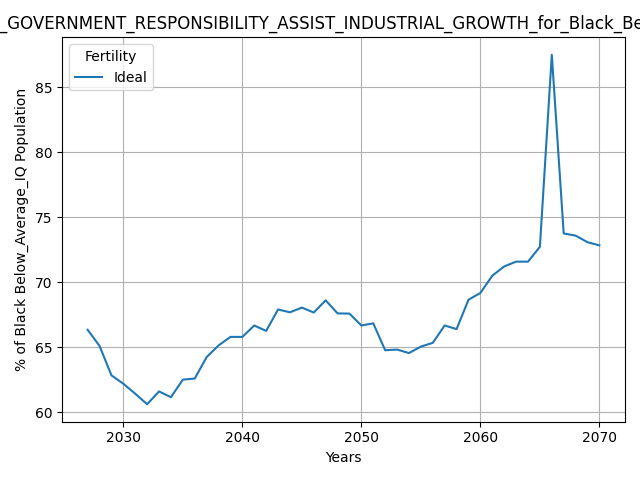 _GOVERNMENT_RESPONSIBILITY_ASSIST_INDUSTRIAL_GROWTH_for_Black_Be
Fertility
Ideal
% of Black Below_Average_IQ Population
85
80
75
70
65
60
2030 2040 2050 2060 2070
Years